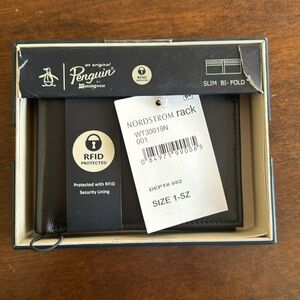 an original
Penguin
by Munsingwear
RFID
PROTECTED
SLIM BI-FOLD
NORDSTROM rack
WT30019N
001
RFID
PROTECTED
Protected with RFID
Security Lining
DEPT# 682
SIZE 1-SZ